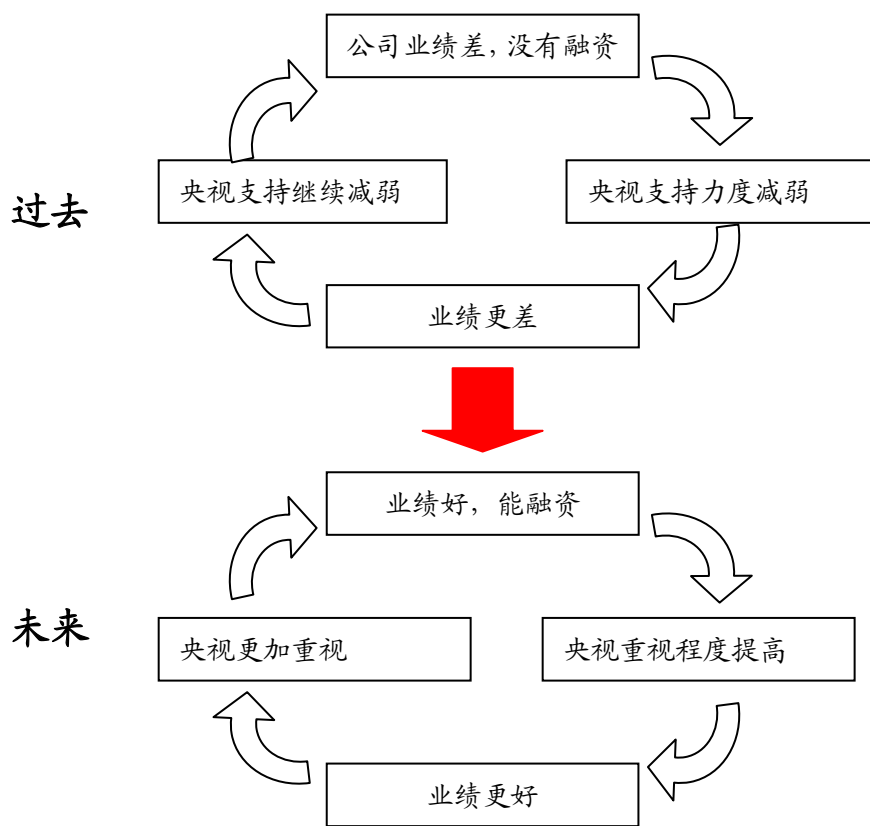 公司业绩差，没有融资
央视支持继续减弱
央视支持力度减弱
过去
业绩更差
业绩好，能融资
未来
央视更加重视
央视重视程度提高
业绩更好